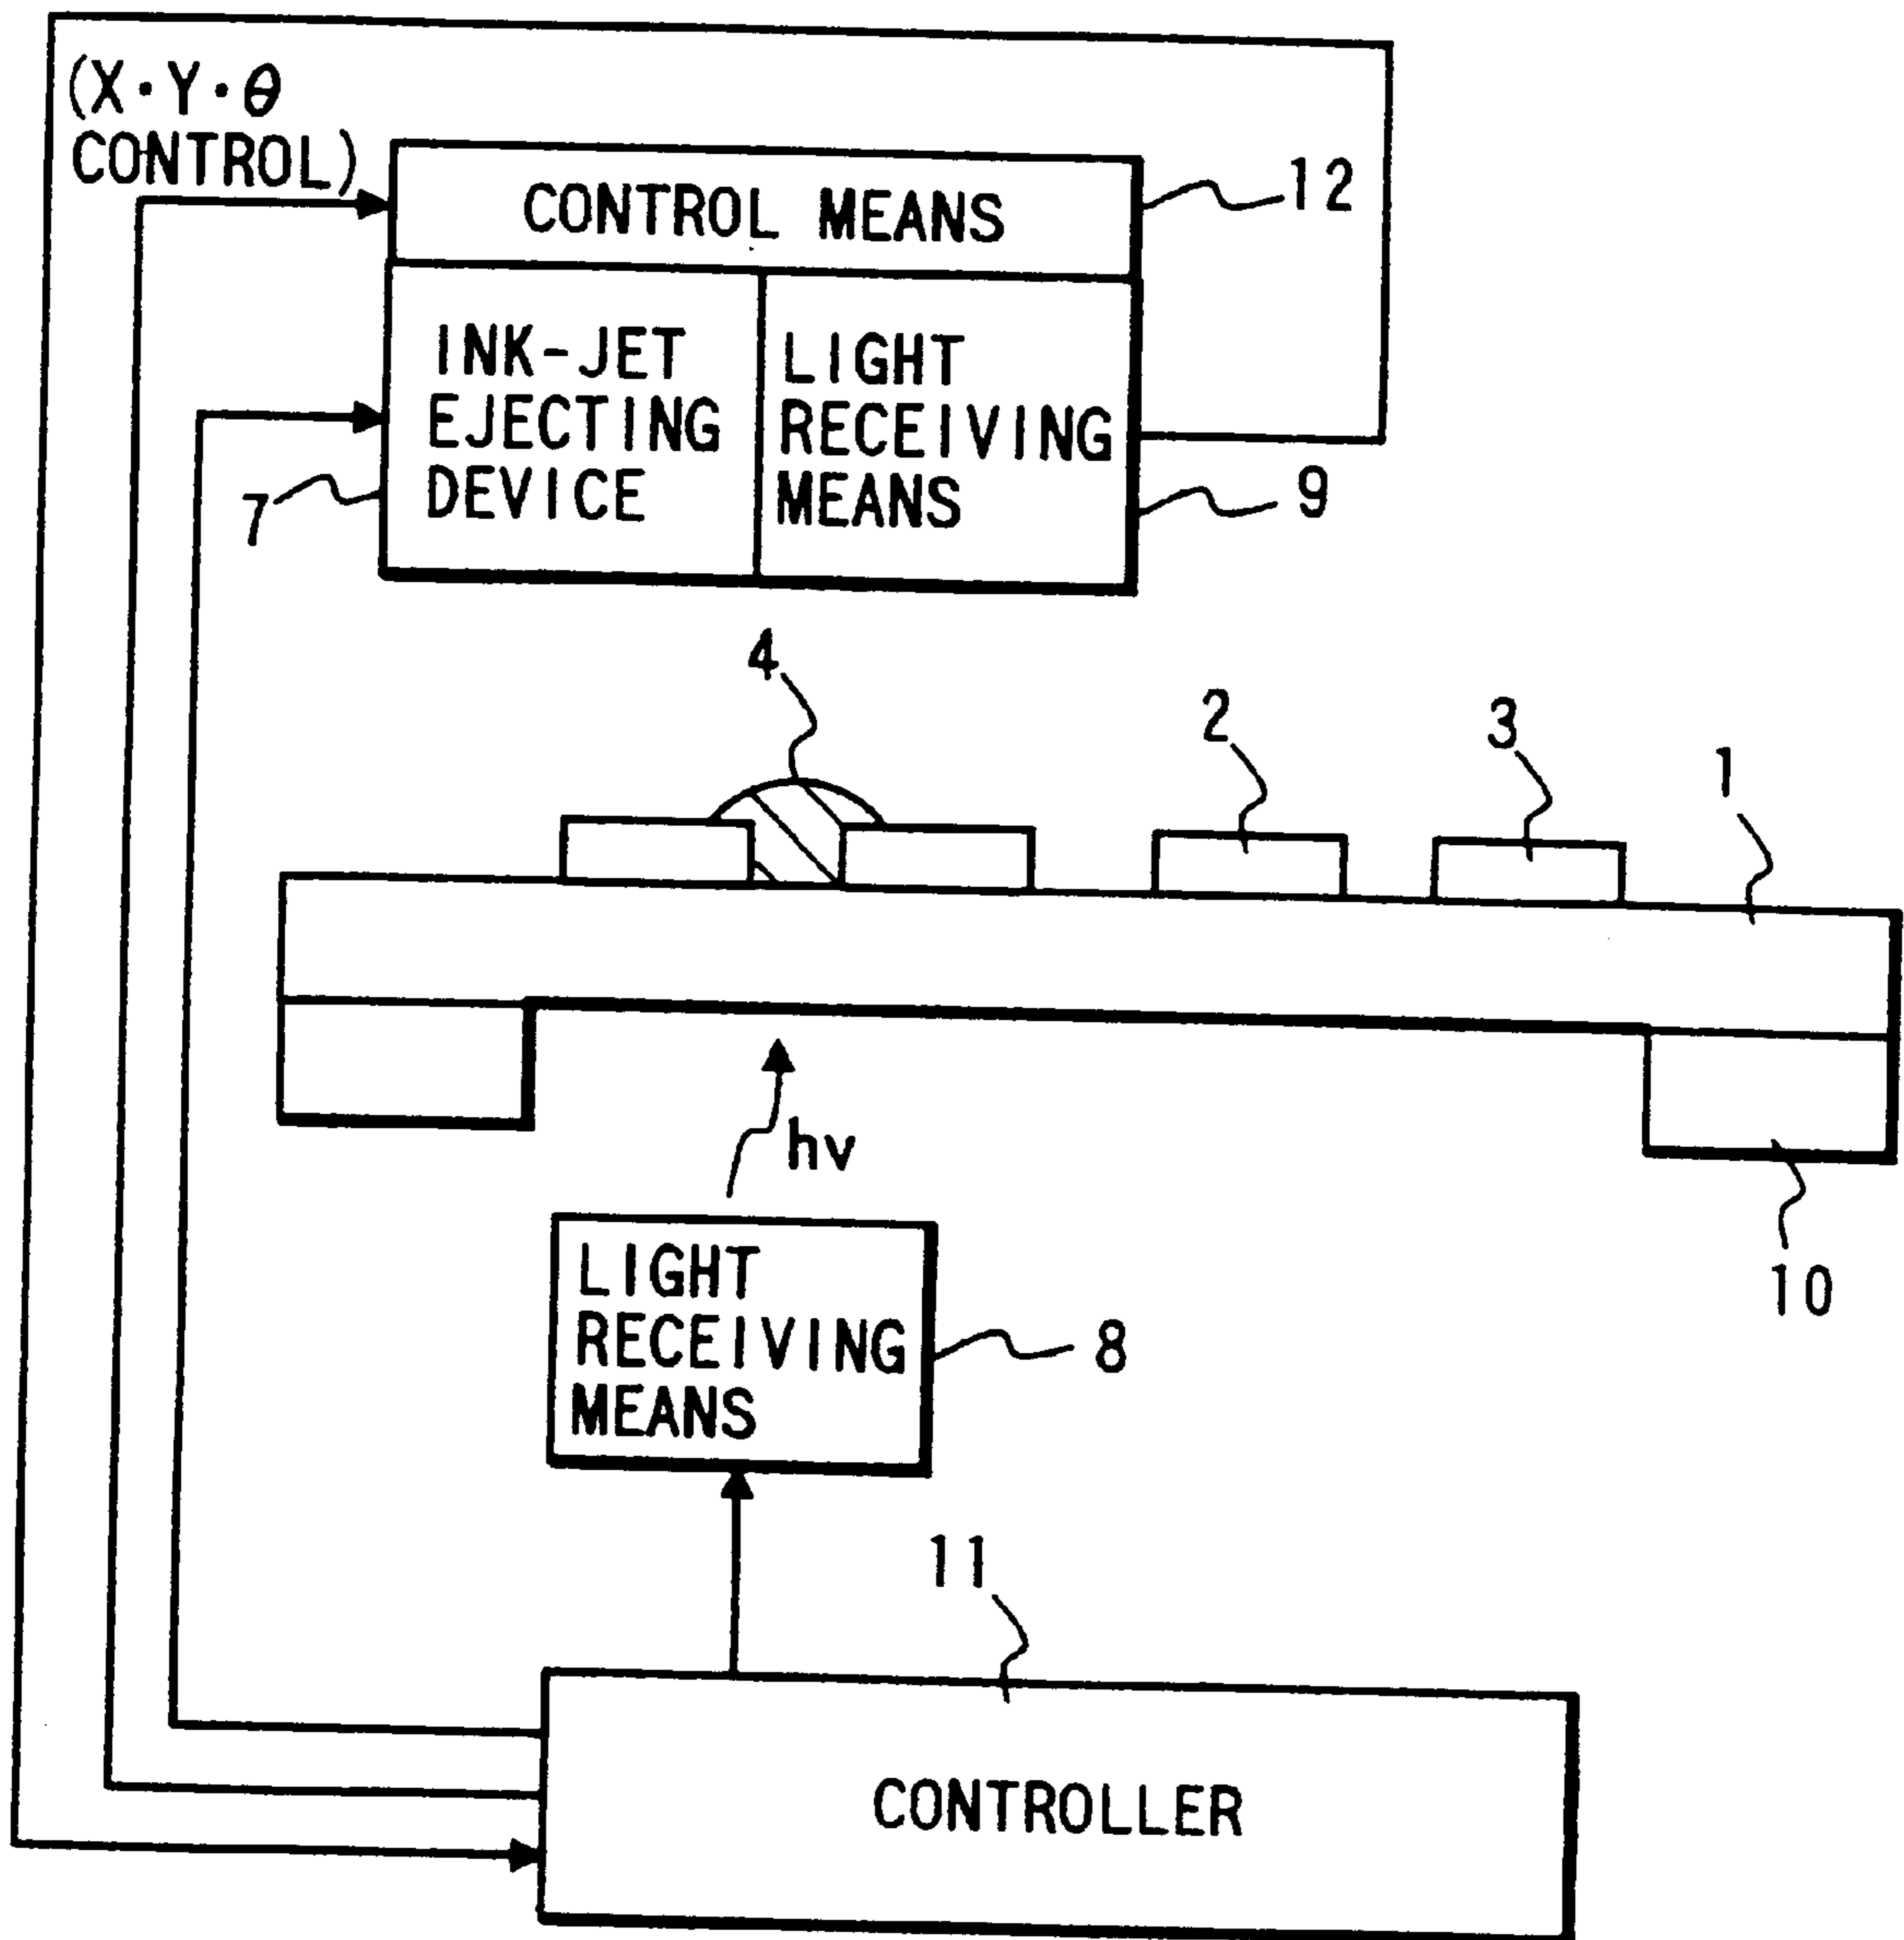 (X·Y·θ
CONTROL)
CONTROL MEANS
12
INK-JET
EJECTING
DEVICE
LIGHT
RECEIVING
MEANS
7
9
4
2
3
1
hν
10
LIGHT
RECEIVING
MEANS
8
11
CONTROLLER